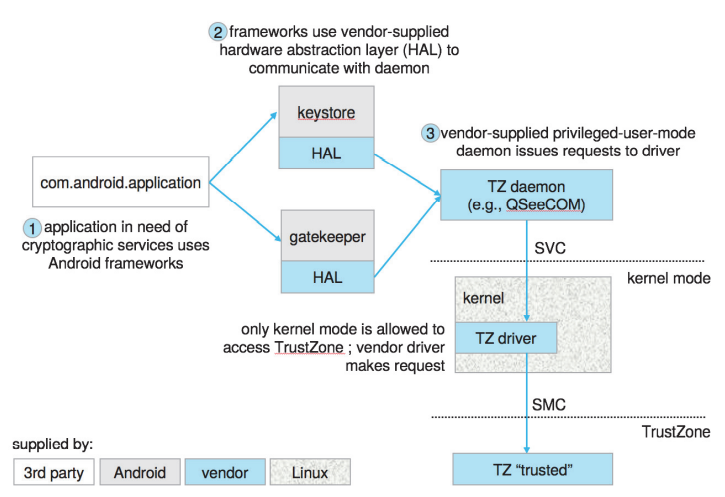 2 frameworks use vendor-supplied
hardware abstraction layer (HAL) to
communicate with daemon
keystore
HAL
3 vendor-supplied privileged-user-mode
daemon issues requests to driver
com.android.application
TZ daemon
(e.g., QSeeCOM)
1 application in need of
cryptographic services uses
Android frameworks
gatekeeper
HAL
SVC
kernel mode
kernel
only kernel mode is allowed to
access TrustZone ; vendor driver
makes request
TZ driver
SMC
TrustZone
supplied by:
3rd party
Android
vendor
Linux
TZ “trusted”